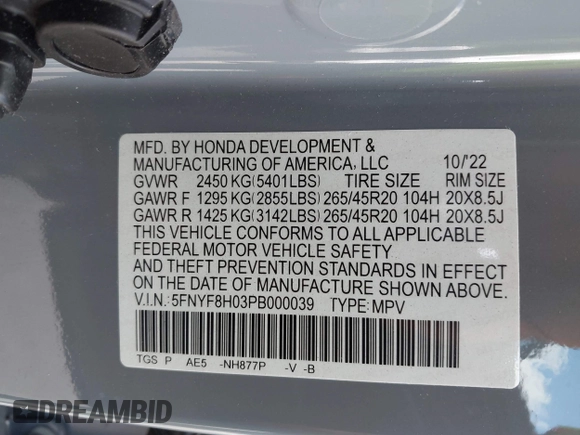 MFD. BY HONDA DEVELOPMENT &
MANUFACTURING OF AMERICA, LLC 10/'22
GVWR 2450 KG(5401LBS) TIRE SIZE RIM SIZE
GAWR F 1295 KG(2855LBS) 265/45R20 104H 20X8.5J
GAWR R 1425 KG(3142LBS) 265/45R20 104H 20X8.5J
THIS VEHICLE CONFORMS TO ALL APPLICABLE
FEDERAL MOTOR VEHICLE SAFETY
AND THEFT PREVENTION STANDARDS IN EFFECT
ON THE DATE OF MANUFACTURE SHOWN ABOVE.
V.I.N.:5FNYF8H03PB000039 TYPE:MPV
TGS P AE5 -NH877P -V -B
DREAMBID